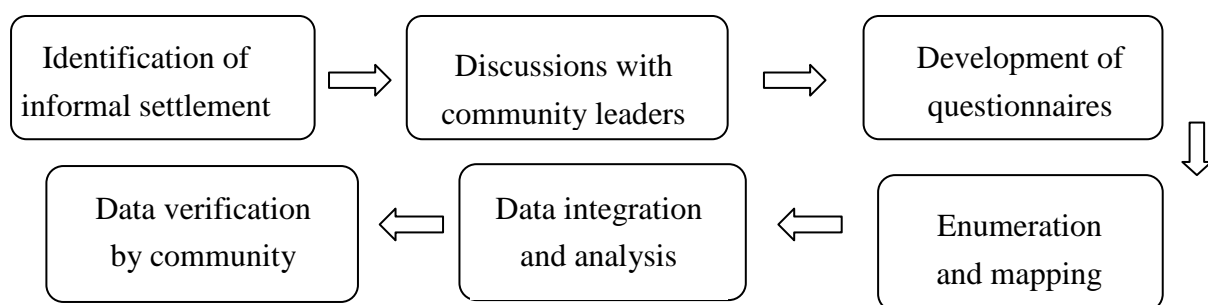 Identification of
informal settlement
Discussions with
community leaders
Development of
questionnaires
Enumeration
and mapping
Data integration
and analysis
Data verification
by community